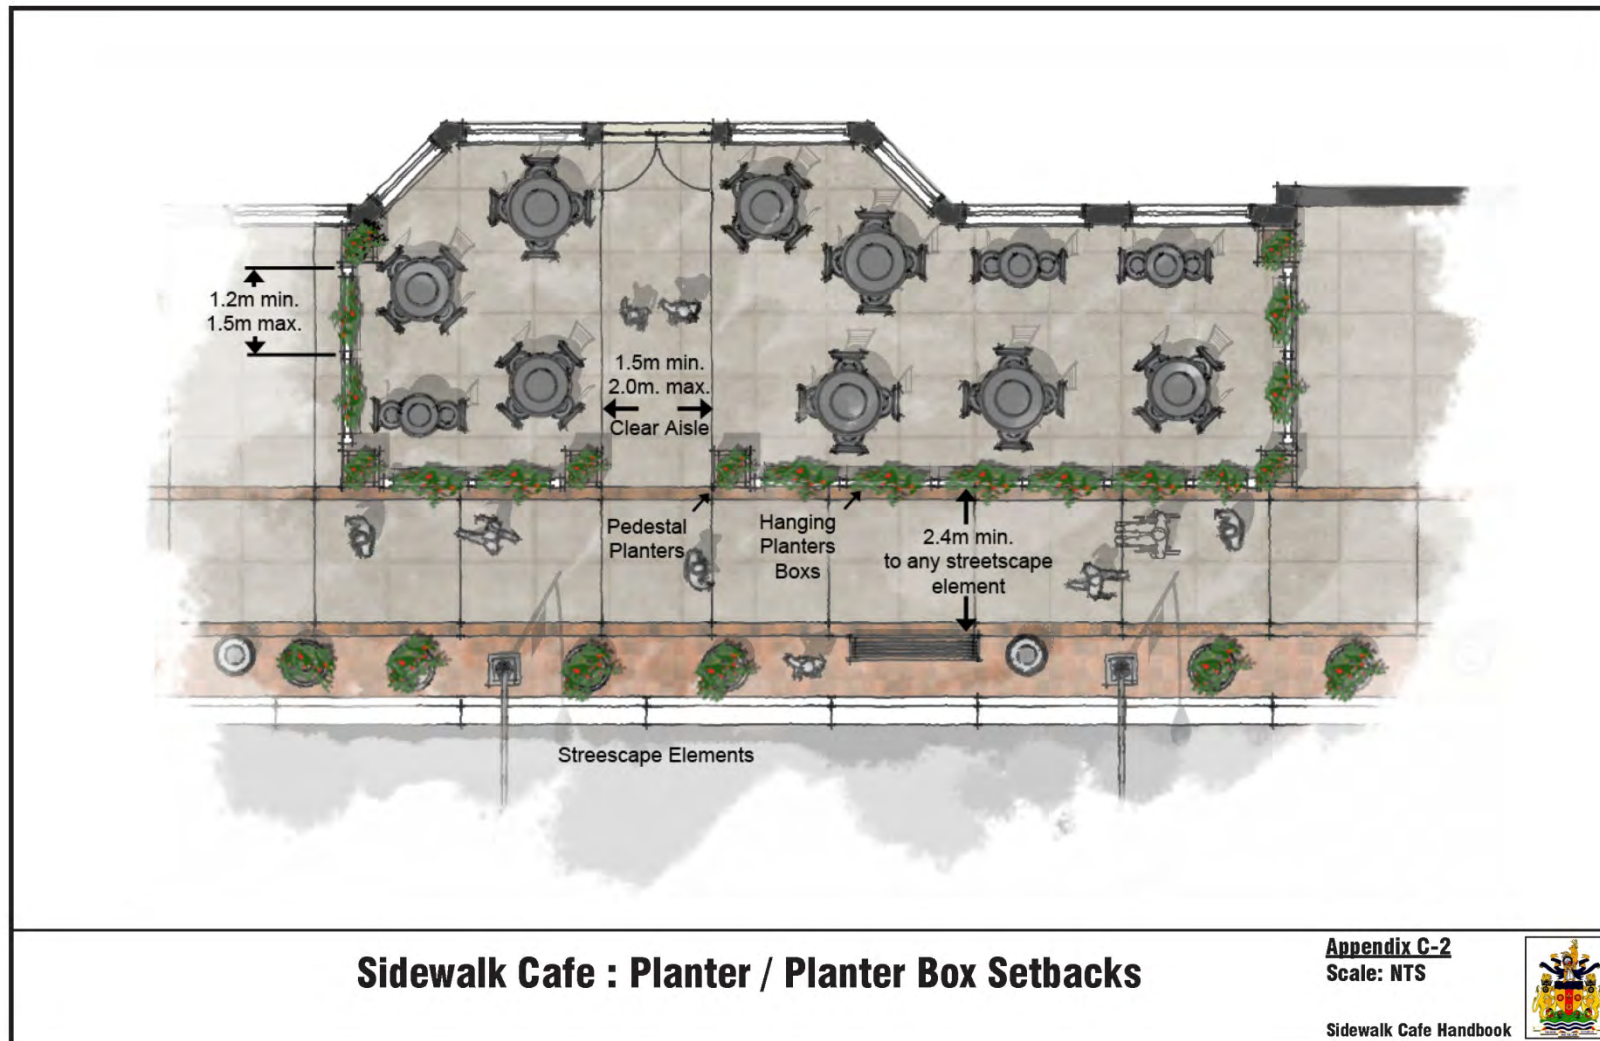 1.2m min.
1.5m max.
1.5m min.
2.0m. max.
Clear Aisle
Pedestal
Planters
Hanging
Planters
Boxs
2.4m min.
to any streetscape
element
Streescape Elements
Sidewalk Cafe : Planter / Planter Box Setbacks
Appendix C-2
Scale: NTS
Sidewalk Cafe Handbook